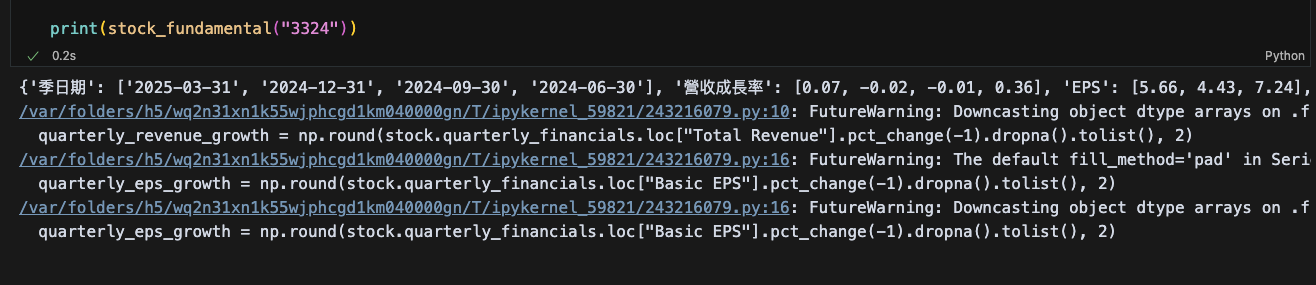 print(stock_fundamental("3324"))
✓ 0.2s Python
{'季日期': ['2025-03-31', '2024-12-31', '2024-09-30', '2024-06-30'], '營收成長率': [0.07, -0.02, -0.01, 0.36], 'EPS': [5.66, 4.43, 7.24],
/var/folders/h5/wq2n31xn1k55wjphcgd1km040000gn/T/ipykernel_59821/243216079.py:10: FutureWarning: Downcasting object dtype arrays on .f
quarterly_revenue_growth = np.round(stock.quarterly_financials.loc["Total Revenue"].pct_change(-1).dropna().tolist(), 2)
/var/folders/h5/wq2n31xn1k55wjphcgd1km040000gn/T/ipykernel_59821/243216079.py:16: FutureWarning: The default fill_method='pad' in Seri
quarterly_eps_growth = np.round(stock.quarterly_financials.loc["Basic EPS"].pct_change(-1).dropna().tolist(), 2)
/var/folders/h5/wq2n31xn1k55wjphcgd1km040000gn/T/ipykernel_59821/243216079.py:16: FutureWarning: Downcasting object dtype arrays on .f
quarterly_eps_growth = np.round(stock.quarterly_financials.loc["Basic EPS"].pct_change(-1).dropna().tolist(), 2)